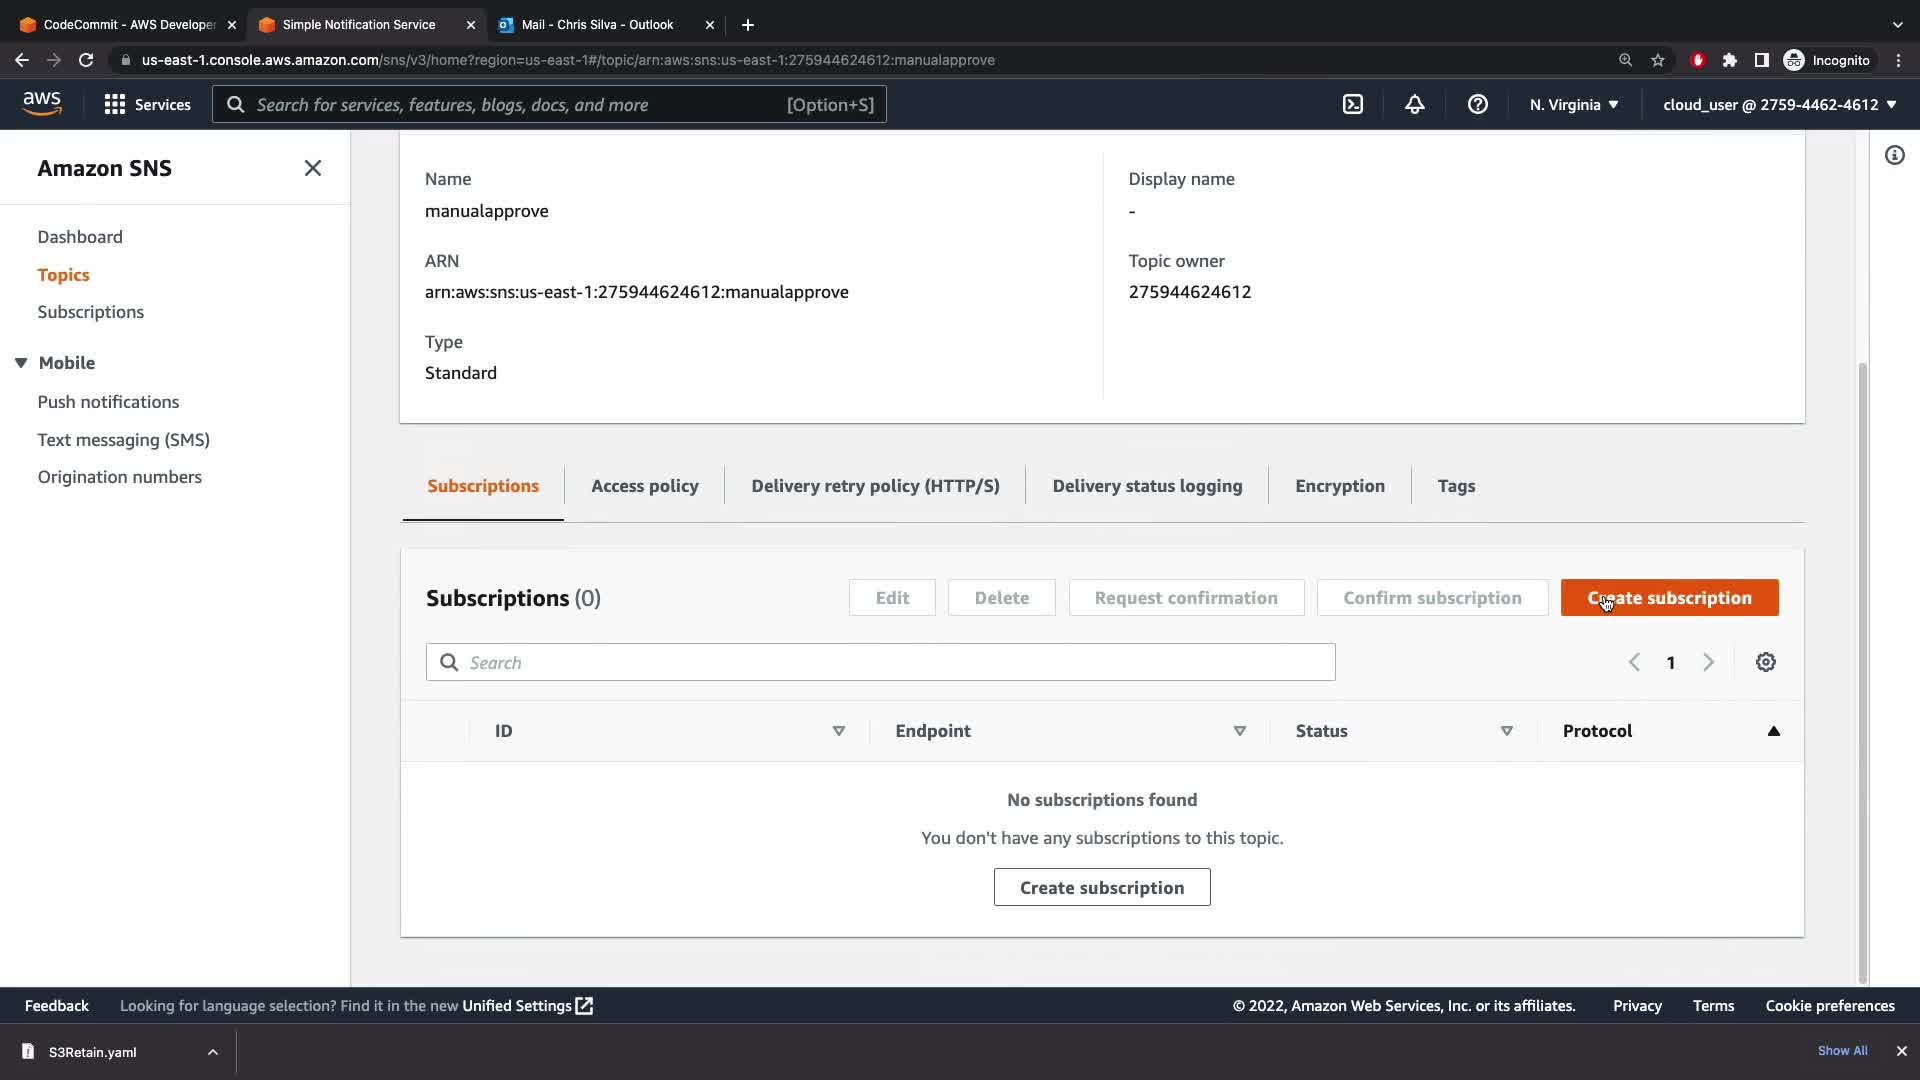 CodeCommit - AWS Developer
Simple Notification Service
Mail - Chris Silva - Outlook
us-east-1.console.aws.amazon.com/sns/v3/home?region=us-east-1#/topic/arn:aws:sns:us-east-1:275944624612:manualapprove
Incognito
aws
Services
Search for services, features, blogs, docs, and more
[Option+S]
N. Virginia
cloud_user @ 2759-4462-4612
Amazon SNS
Dashboard
Topics
Subscriptions
Mobile
Push notifications
Text messaging (SMS)
Origination numbers
Name
manualapprove
Display name
-
ARN
arn:aws:sns:us-east-1:275944624612:manualapprove
Topic owner
275944624612
Type
Standard
Subscriptions
Access policy
Delivery retry policy (HTTP/S)
Delivery status logging
Encryption
Tags
Subscriptions (0)
Edit
Delete
Request confirmation
Confirm subscription
Create subscription
Search
1
ID
Endpoint
Status
Protocol
No subscriptions found
You don't have any subscriptions to this topic.
Create subscription
Feedback
Looking for language selection? Find it in the new Unified Settings
© 2022, Amazon Web Services, Inc. or its affiliates.
Privacy
Terms
Cookie preferences
S3Retain.yaml
Show All